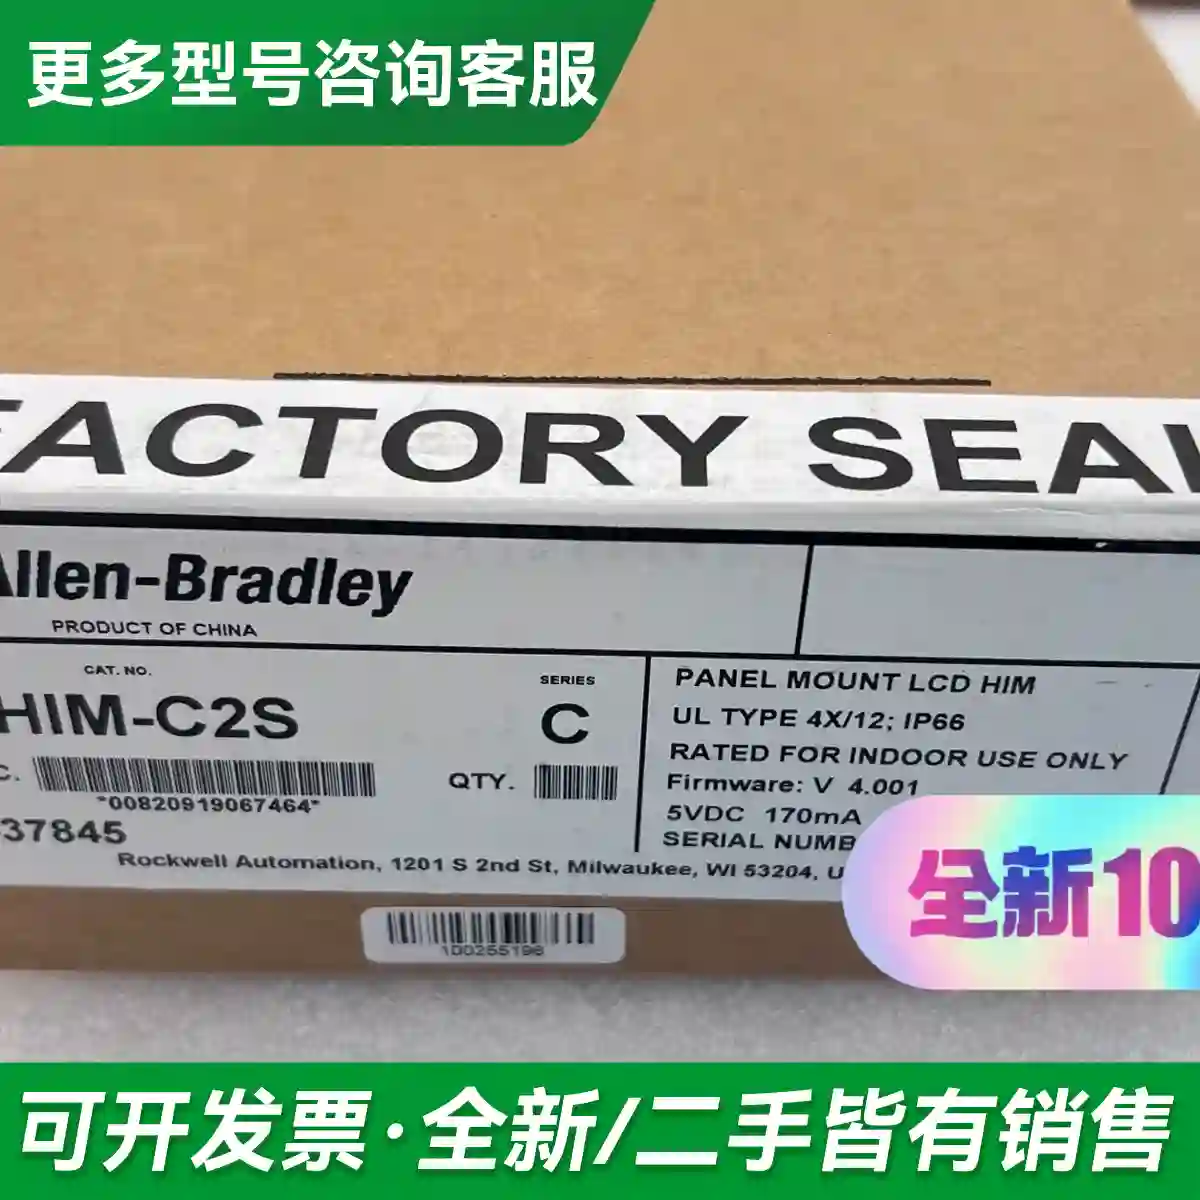 更多型号咨询客服
FACTORY SEAL
Allen-Bradley
PRODUCT OF CHINA
CAT. NO.
HIM-C2S
SERIES
C
C.
*00820919067464*
QTY.
37845
PANEL MOUNT LCD HIM
UL TYPE 4X/12; IP66
RATED FOR INDOOR USE ONLY
Firmware: V 4.001
5VDC 170mA
SERIAL NUMB
Rockwell Automation, 1201 S 2nd St, Milwaukee, WI 53204, U
100255196
全新10
可开发票·全新/二手皆有销售